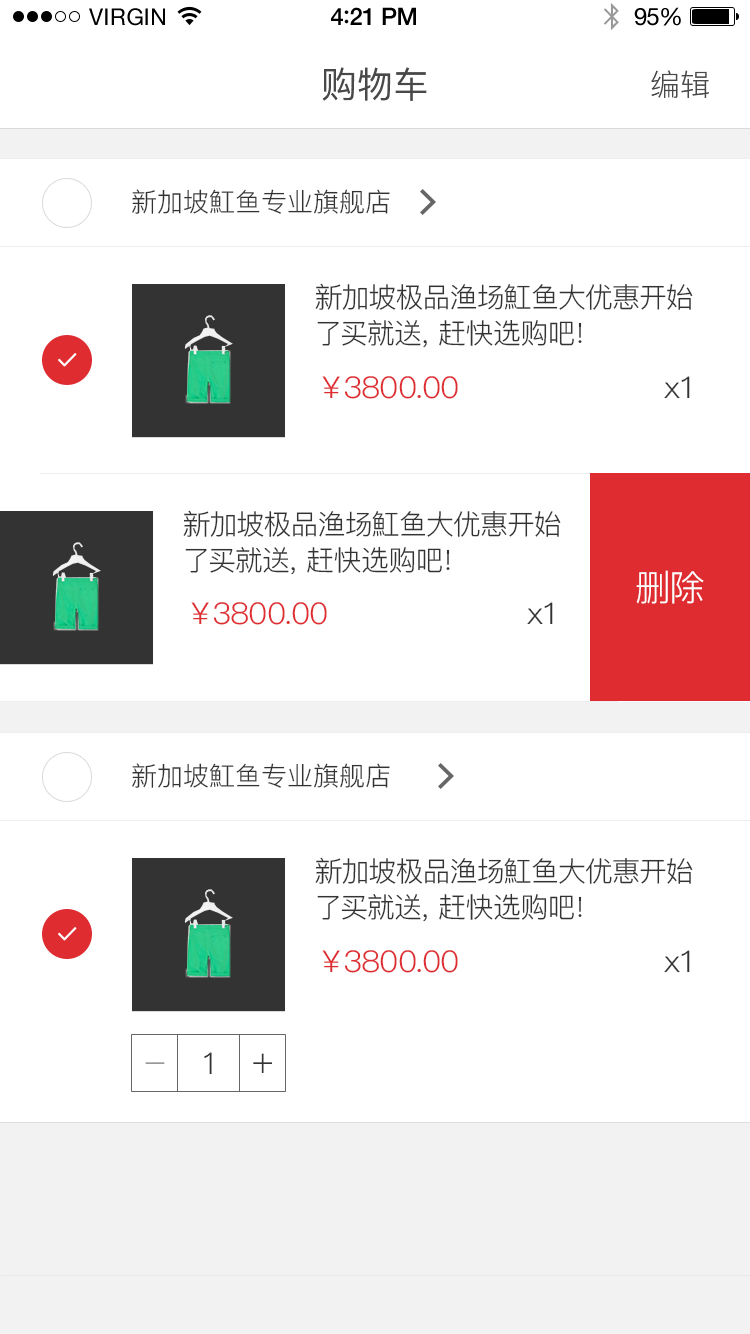 VIRGIN 4:21 PM 95%
购物车 编辑
新加坡魟鱼专业旗舰店
新加坡极品渔场魟鱼大优惠开始
了买就送, 赶快选购吧!
￥3800.00 x1
新加坡极品渔场魟鱼大优惠开始
了买就送, 赶快选购吧!
￥3800.00 x1
删除
新加坡魟鱼专业旗舰店
新加坡极品渔场魟鱼大优惠开始
了买就送, 赶快选购吧!
￥3800.00 x1
— 1 +